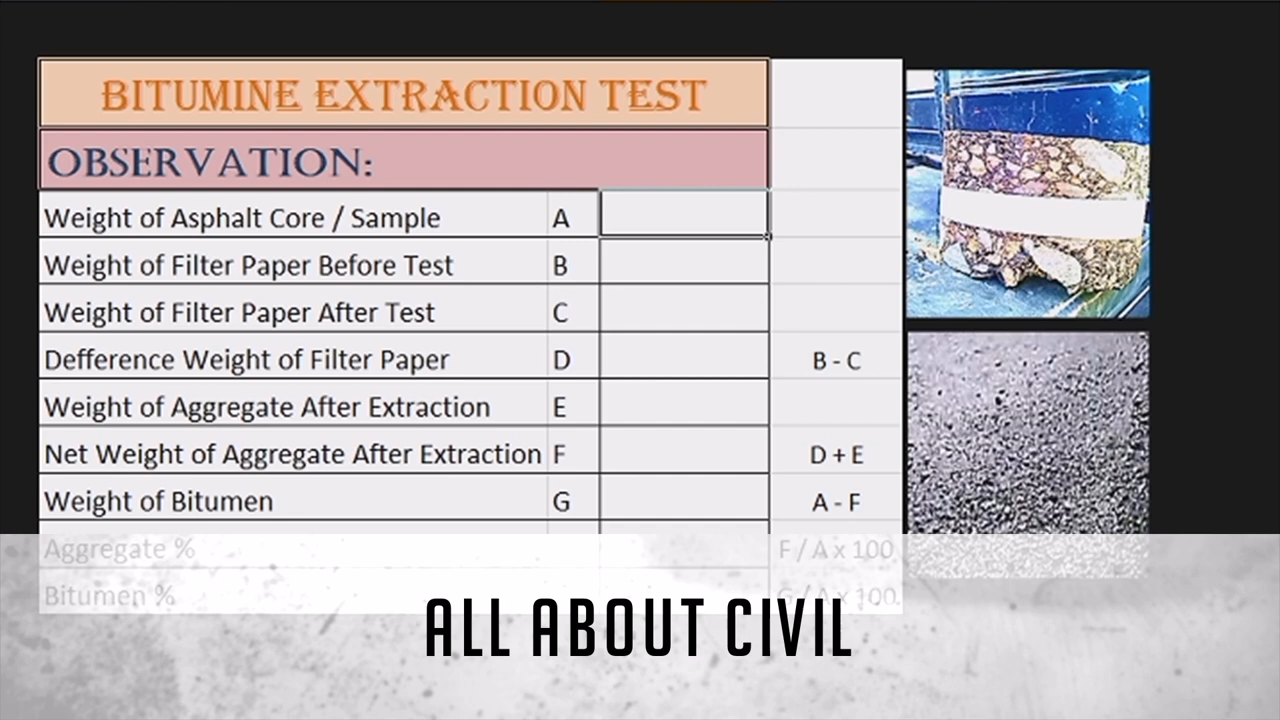 BITUMINE EXTRACTION TEST
OBSERVATION:
Weight of Asphalt Core / Sample A
Weight of Filter Paper Before Test B
Weight of Filter Paper After Test C
Defference Weight of Filter Paper D B - C
Weight of Aggregate After Extraction E
Net Weight of Aggregate After Extraction F D + E
Weight of Bitumen G A - F
Aggregate % F / A x 100
Bitumen % G / A x 100
ALL ABOUT CIVIL